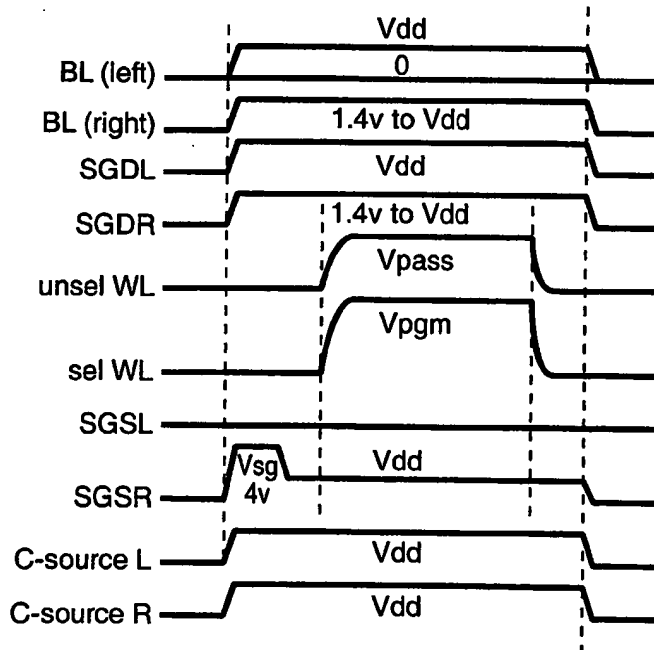 Vdd
BL (left) 0
BL (right) 1.4v to Vdd
SGDL Vdd
SGDR 1.4v to Vdd
unsel WL Vpass
sel WL Vpgm
SGSL
SGSR Vsg 4v Vdd
C-source L Vdd
C-source R Vdd